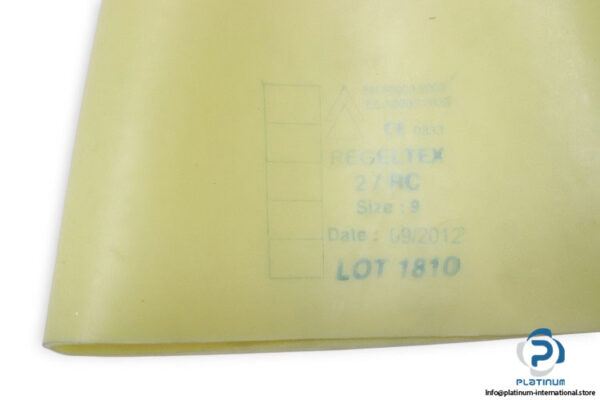 CE 0333
REGELTEX
2 / RC
Size : 9
Date : 09/2012
LOT 1810
PLATINUM
Info@platinum-international.store